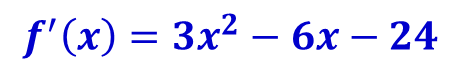 f′(x) = 3x² − 6x − 24